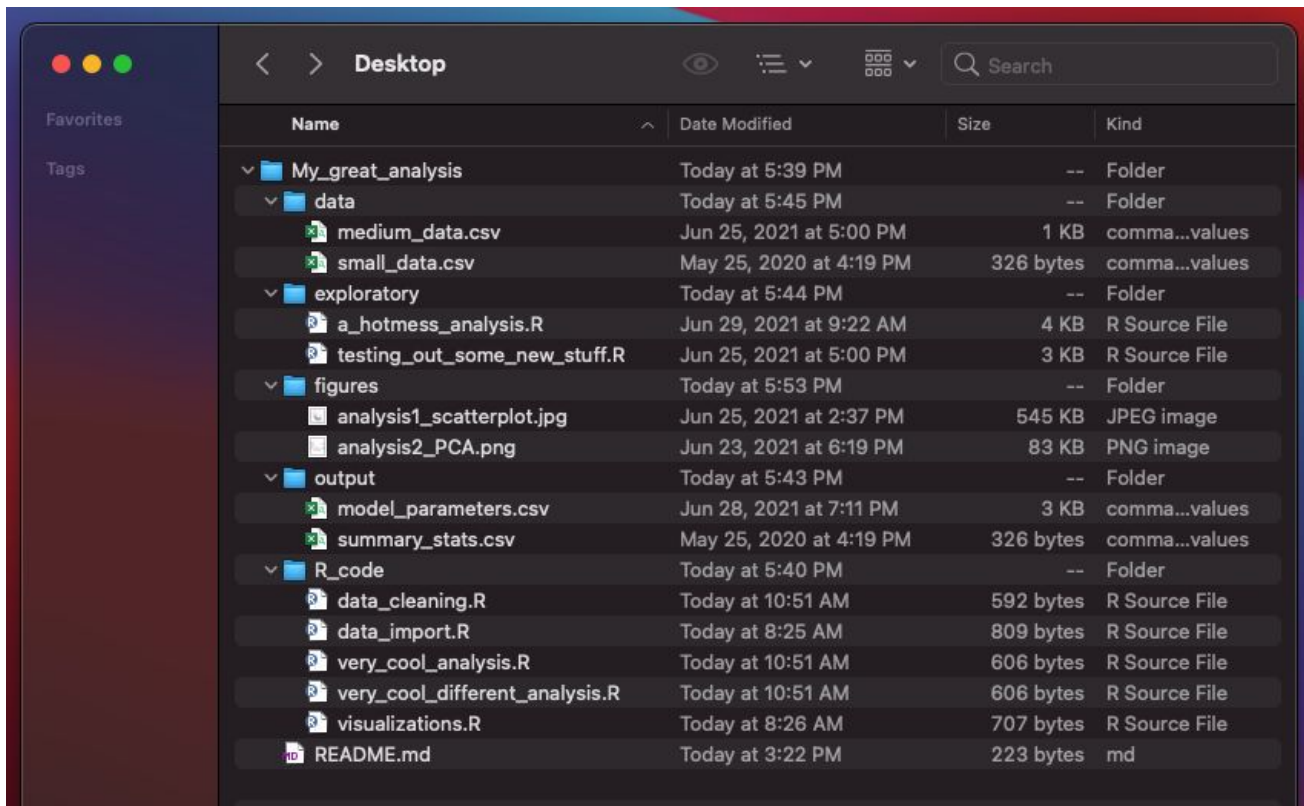 Desktop
Search
Favorites
Tags
Name Date Modified Size Kind
My_great_analysis Today at 5:39 PM -- Folder
data Today at 5:45 PM -- Folder
medium_data.csv Jun 25, 2021 at 5:00 PM 1 KB comma...values
small_data.csv May 25, 2020 at 4:19 PM 326 bytes comma...values
exploratory Today at 5:44 PM -- Folder
a_hotmess_analysis.R Jun 29, 2021 at 9:22 AM 4 KB R Source File
testing_out_some_new_stuff.R Jun 25, 2021 at 5:00 PM 3 KB R Source File
figures Today at 5:53 PM -- Folder
analysis1_scatterplot.jpg Jun 25, 2021 at 2:37 PM 545 KB JPEG image
analysis2_PCA.png Jun 23, 2021 at 6:19 PM 83 KB PNG image
output Today at 5:43 PM -- Folder
model_parameters.csv Jun 28, 2021 at 7:11 PM 3 KB comma...values
summary_stats.csv May 25, 2020 at 4:19 PM 326 bytes comma...values
R_code Today at 5:40 PM -- Folder
data_cleaning.R Today at 10:51 AM 592 bytes R Source File
data_import.R Today at 8:25 AM 809 bytes R Source File
very_cool_analysis.R Today at 10:51 AM 606 bytes R Source File
very_cool_different_analysis.R Today at 10:51 AM 606 bytes R Source File
visualizations.R Today at 8:26 AM 707 bytes R Source File
README.md Today at 3:22 PM 223 bytes md